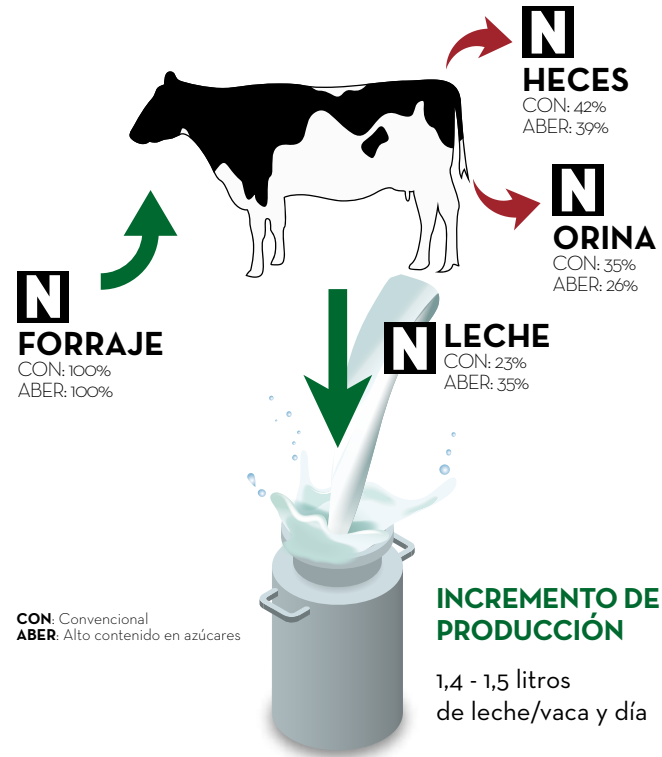 N
HECES
CON: 42%
ABER: 39%
N
ORINA
CON: 35%
ABER: 26%
N
FORRAJE
CON: 100%
ABER: 100%
N
LECHE
CON: 23%
ABER: 35%
CON: Convencional
ABER: Alto contenido en azúcares
INCREMENTO DE
PRODUCCIÓN
1,4 - 1,5 litros
de leche/vaca y día